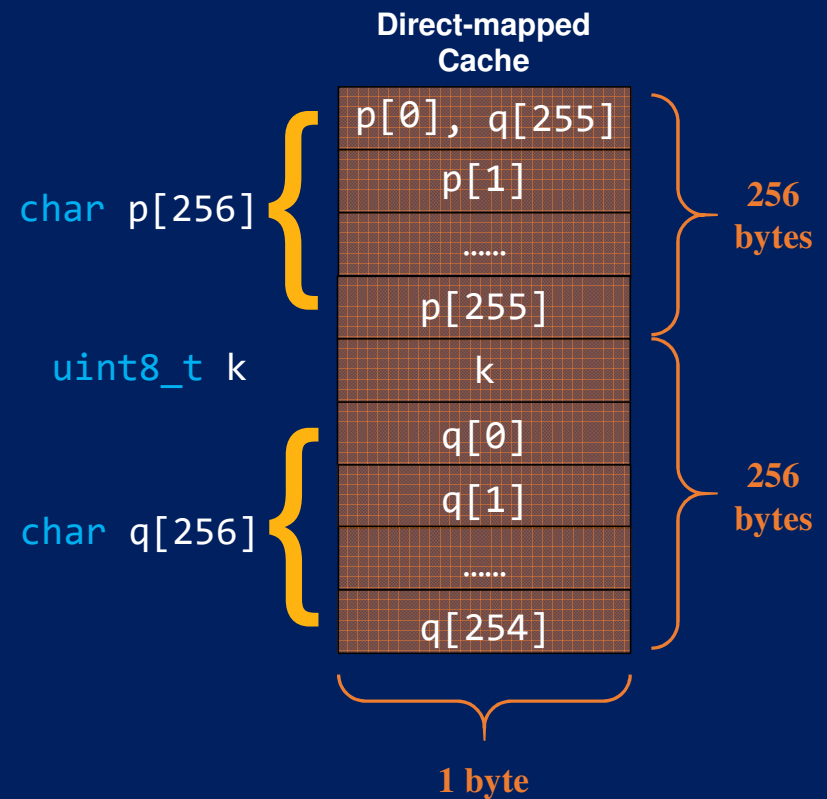 Direct-mapped
Cache
p[0], q[255]
p[1]
……
p[255]
k
q[0]
q[1]
……
q[254]
char p[256]
uint8_t k
char q[256]
256
bytes
256
bytes
1 byte